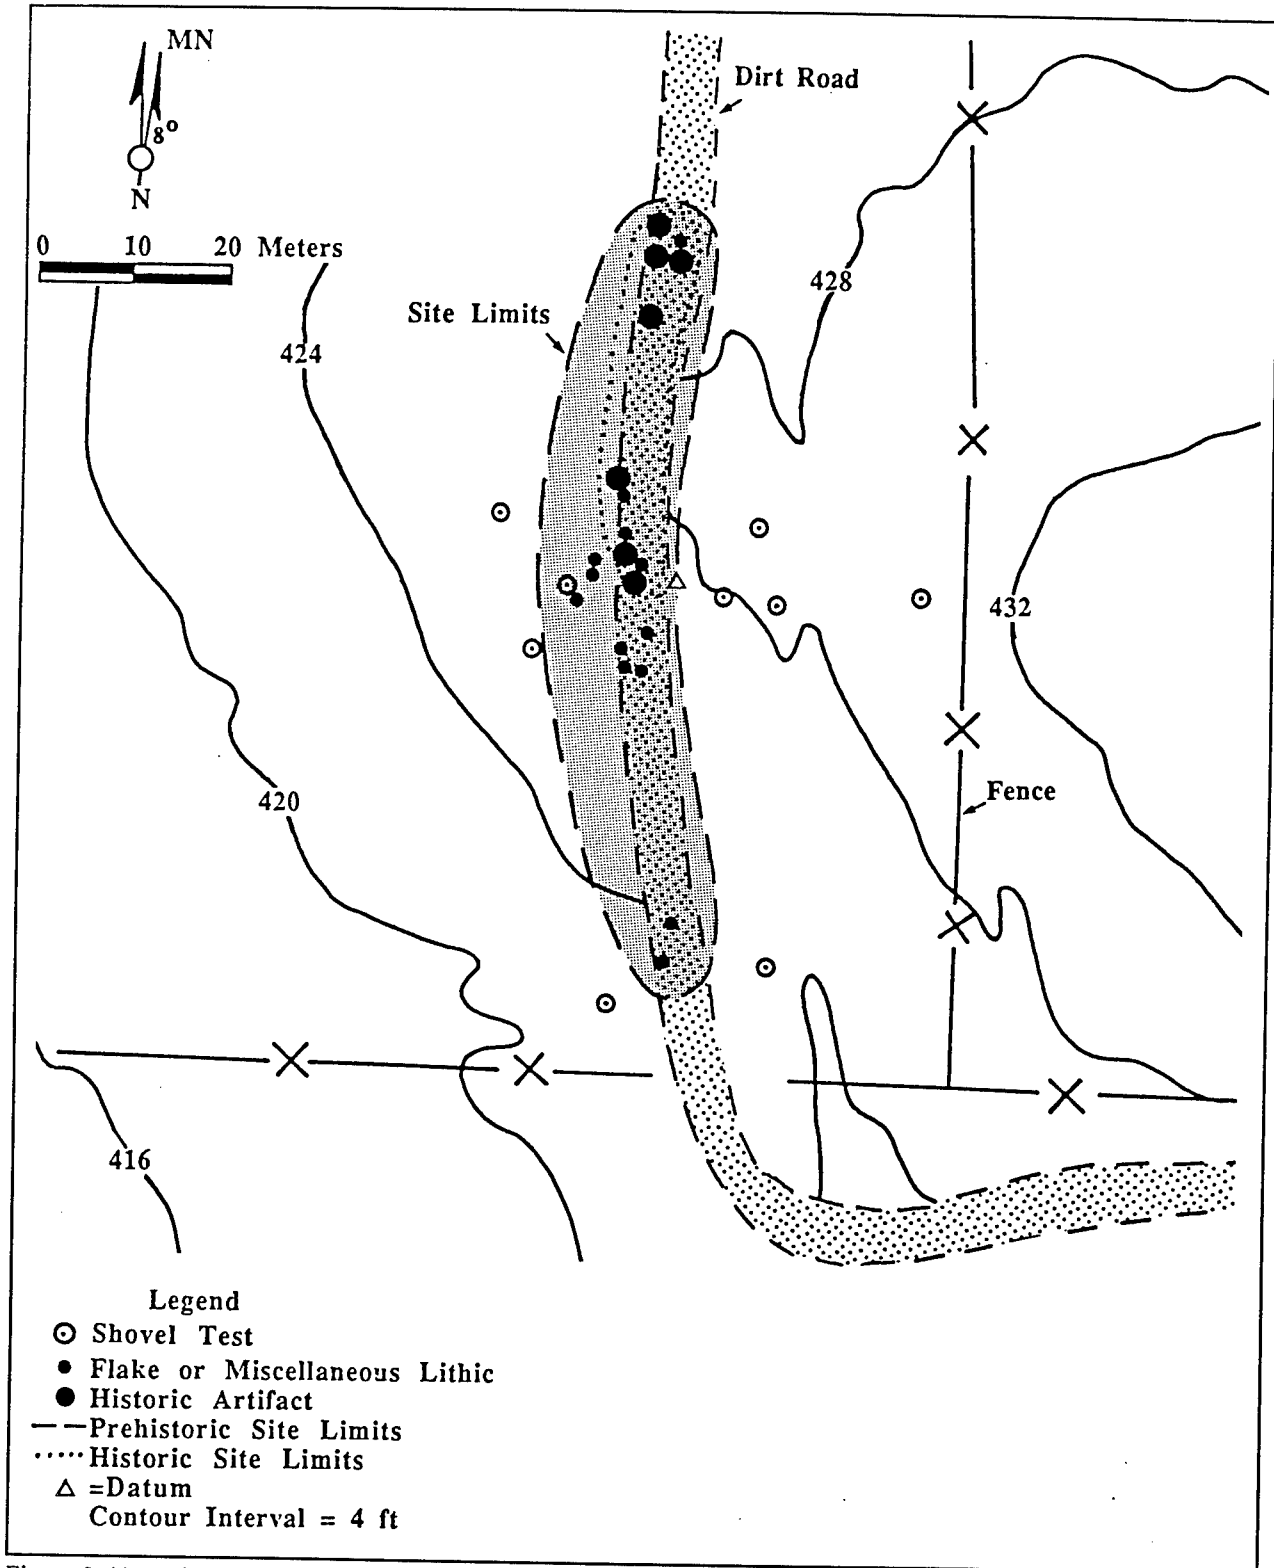 MN
Dirt Road
8°
N
0 10 20 Meters
428
Site Limits
424
432
Fence
420
416
Legend
Shovel Test
Flake or Miscellaneous Lithic
Historic Artifact
Prehistoric Site Limits
Historic Site Limits
=Datum
Contour Interval = 4 ft